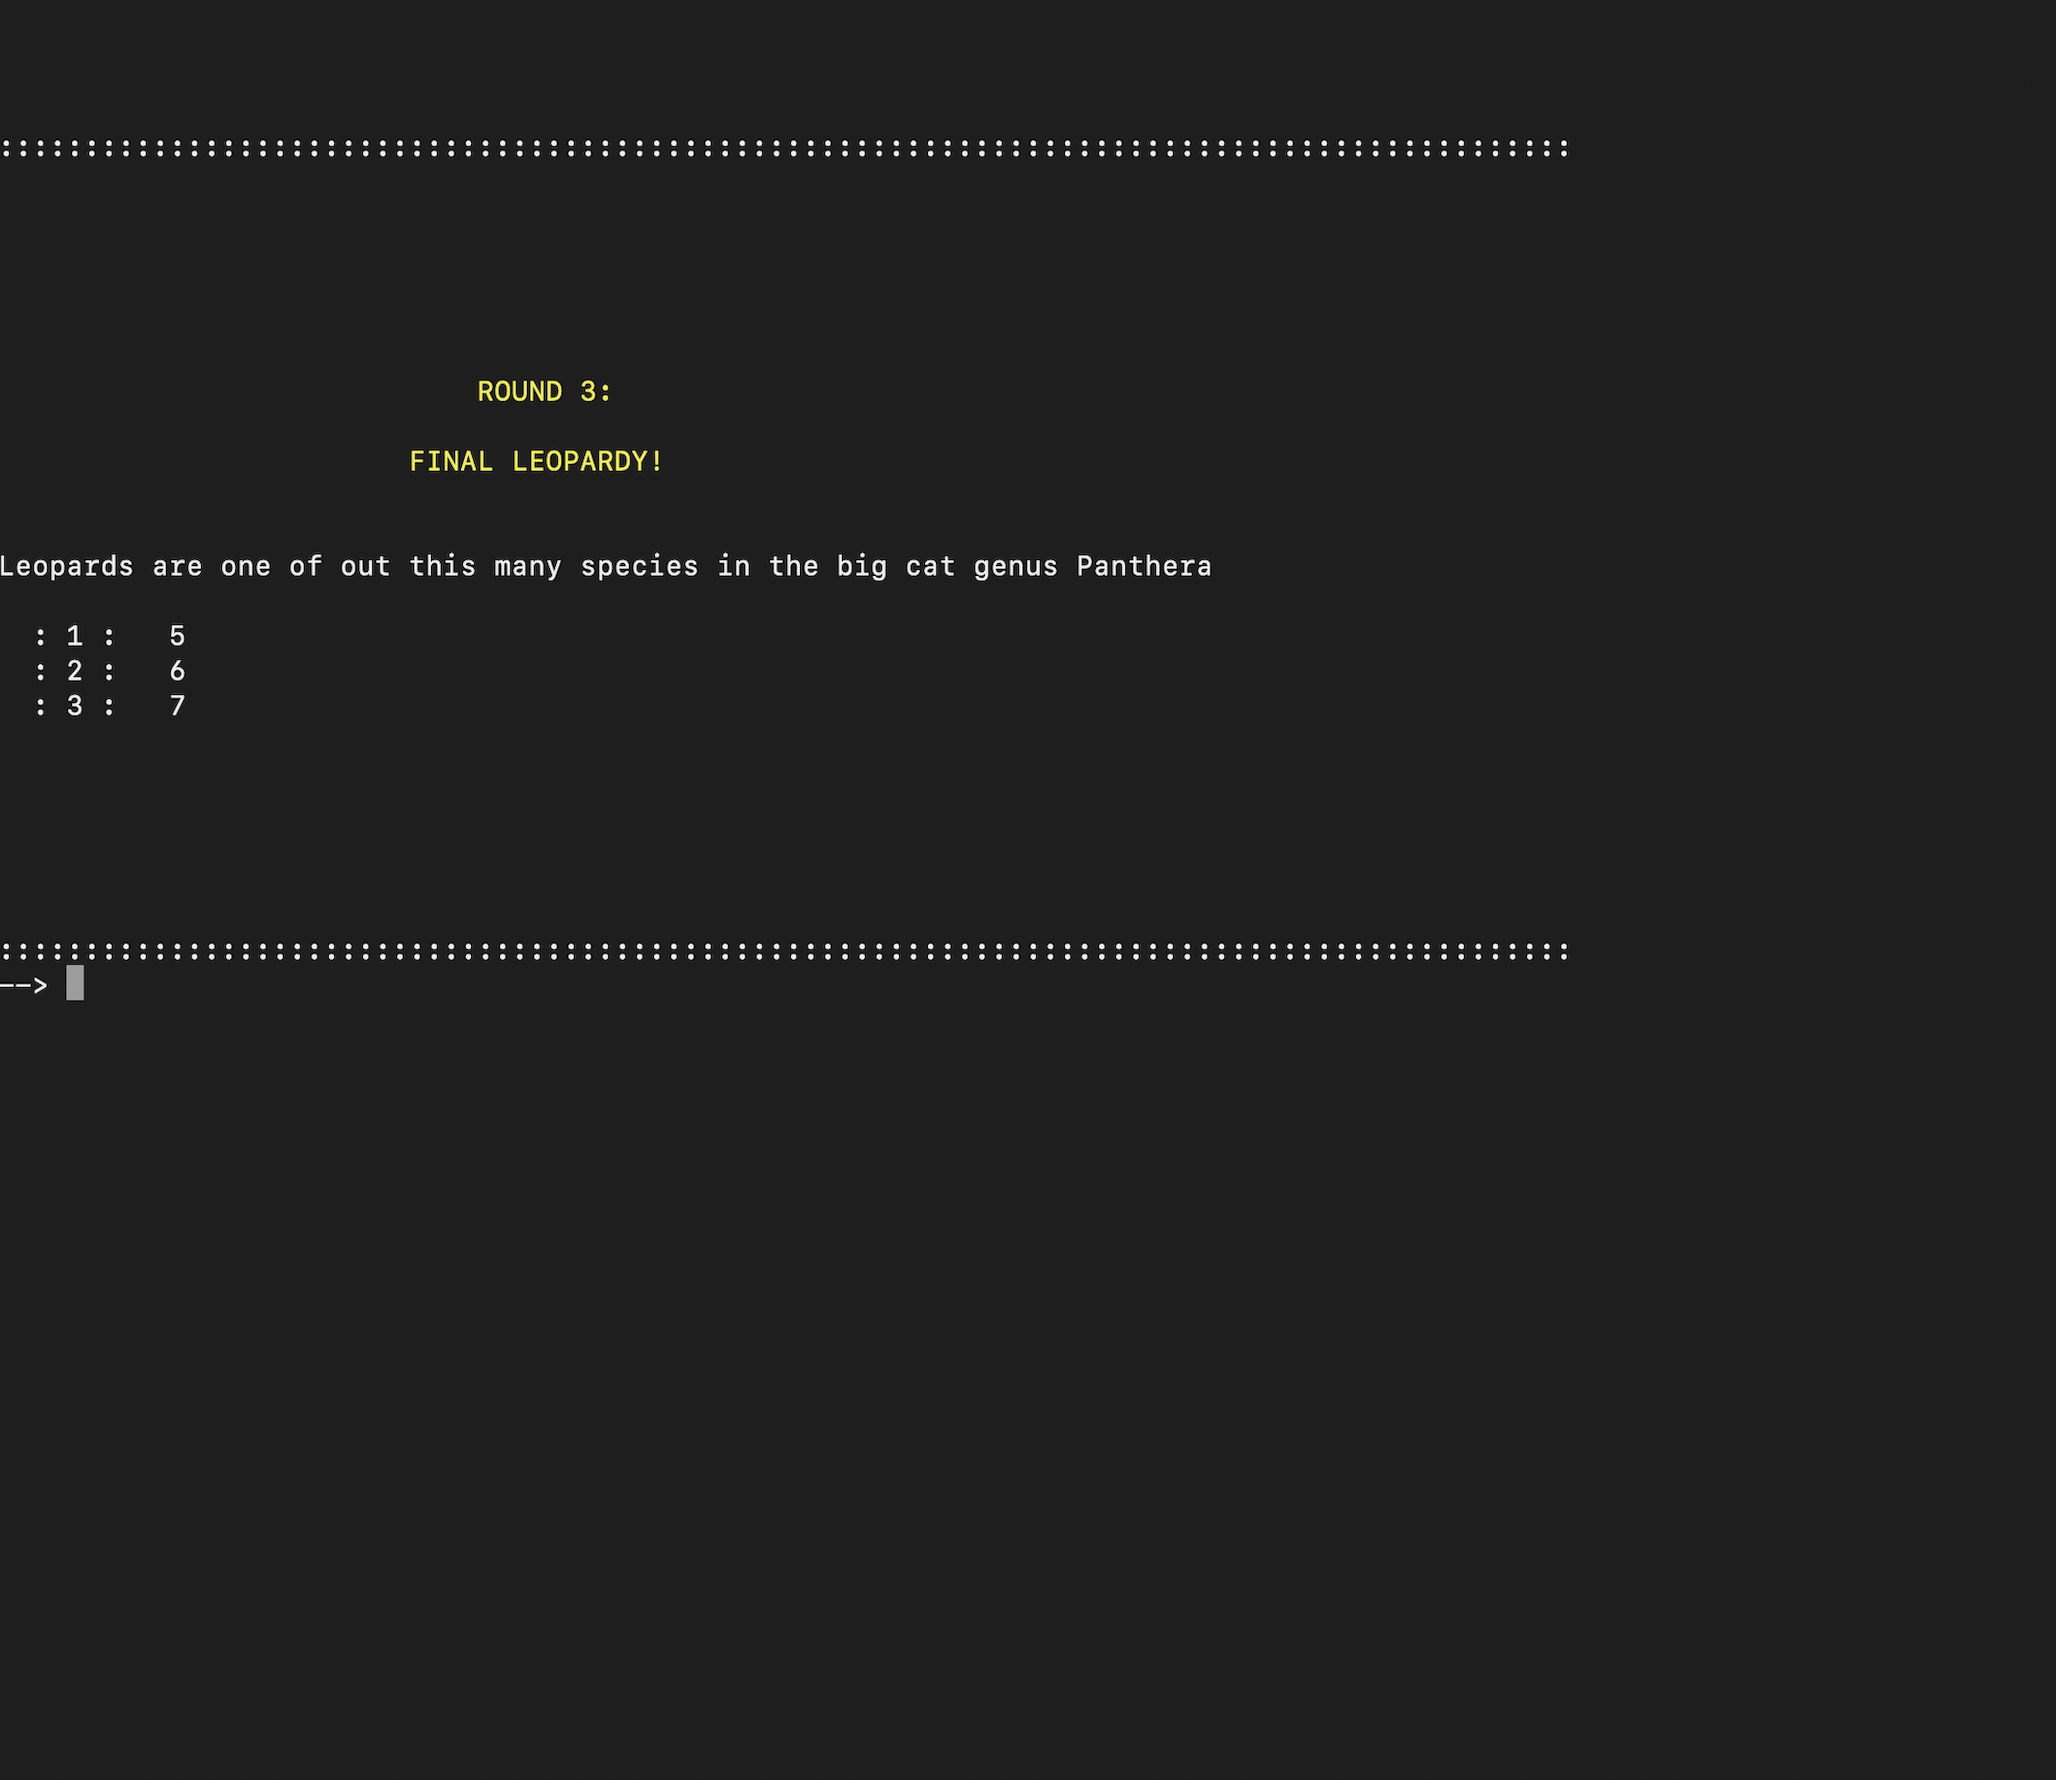 ::::::::::::::::::::::::::::::::::::::::::::::::::::::::::::::::::::::::::::::::::::::::::::
ROUND 3:
FINAL LEOPARDY!
Leopards are one of out this many species in the big cat genus Panthera
: 1 :   5
: 2 :   6
: 3 :   7
::::::::::::::::::::::::::::::::::::::::::::::::::::::::::::::::::::::::::::::::::::::::::::
-->